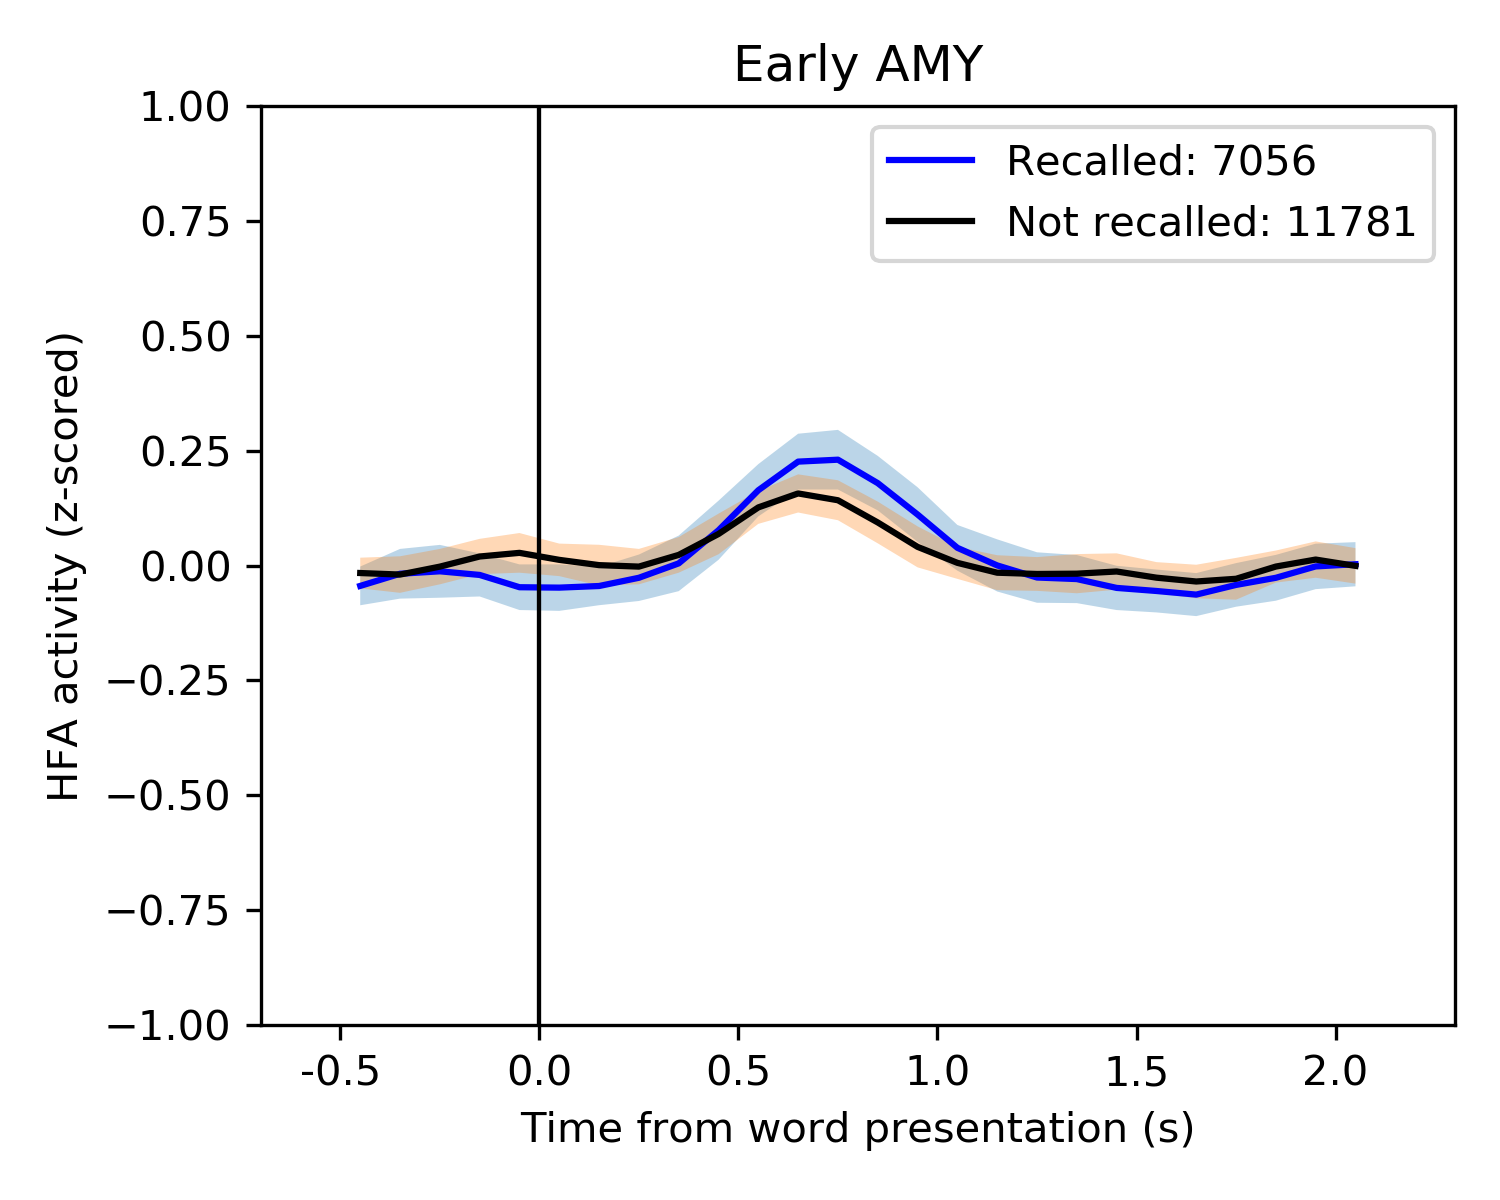 Early AMY
Recalled: 7056
Not recalled: 11781
1.00
0.75
0.50
0.25
0.00
−0.25
−0.50
−0.75
−1.00
HFA activity (z-scored)
-0.5 0.0 0.5 1.0 1.5 2.0
Time from word presentation (s)